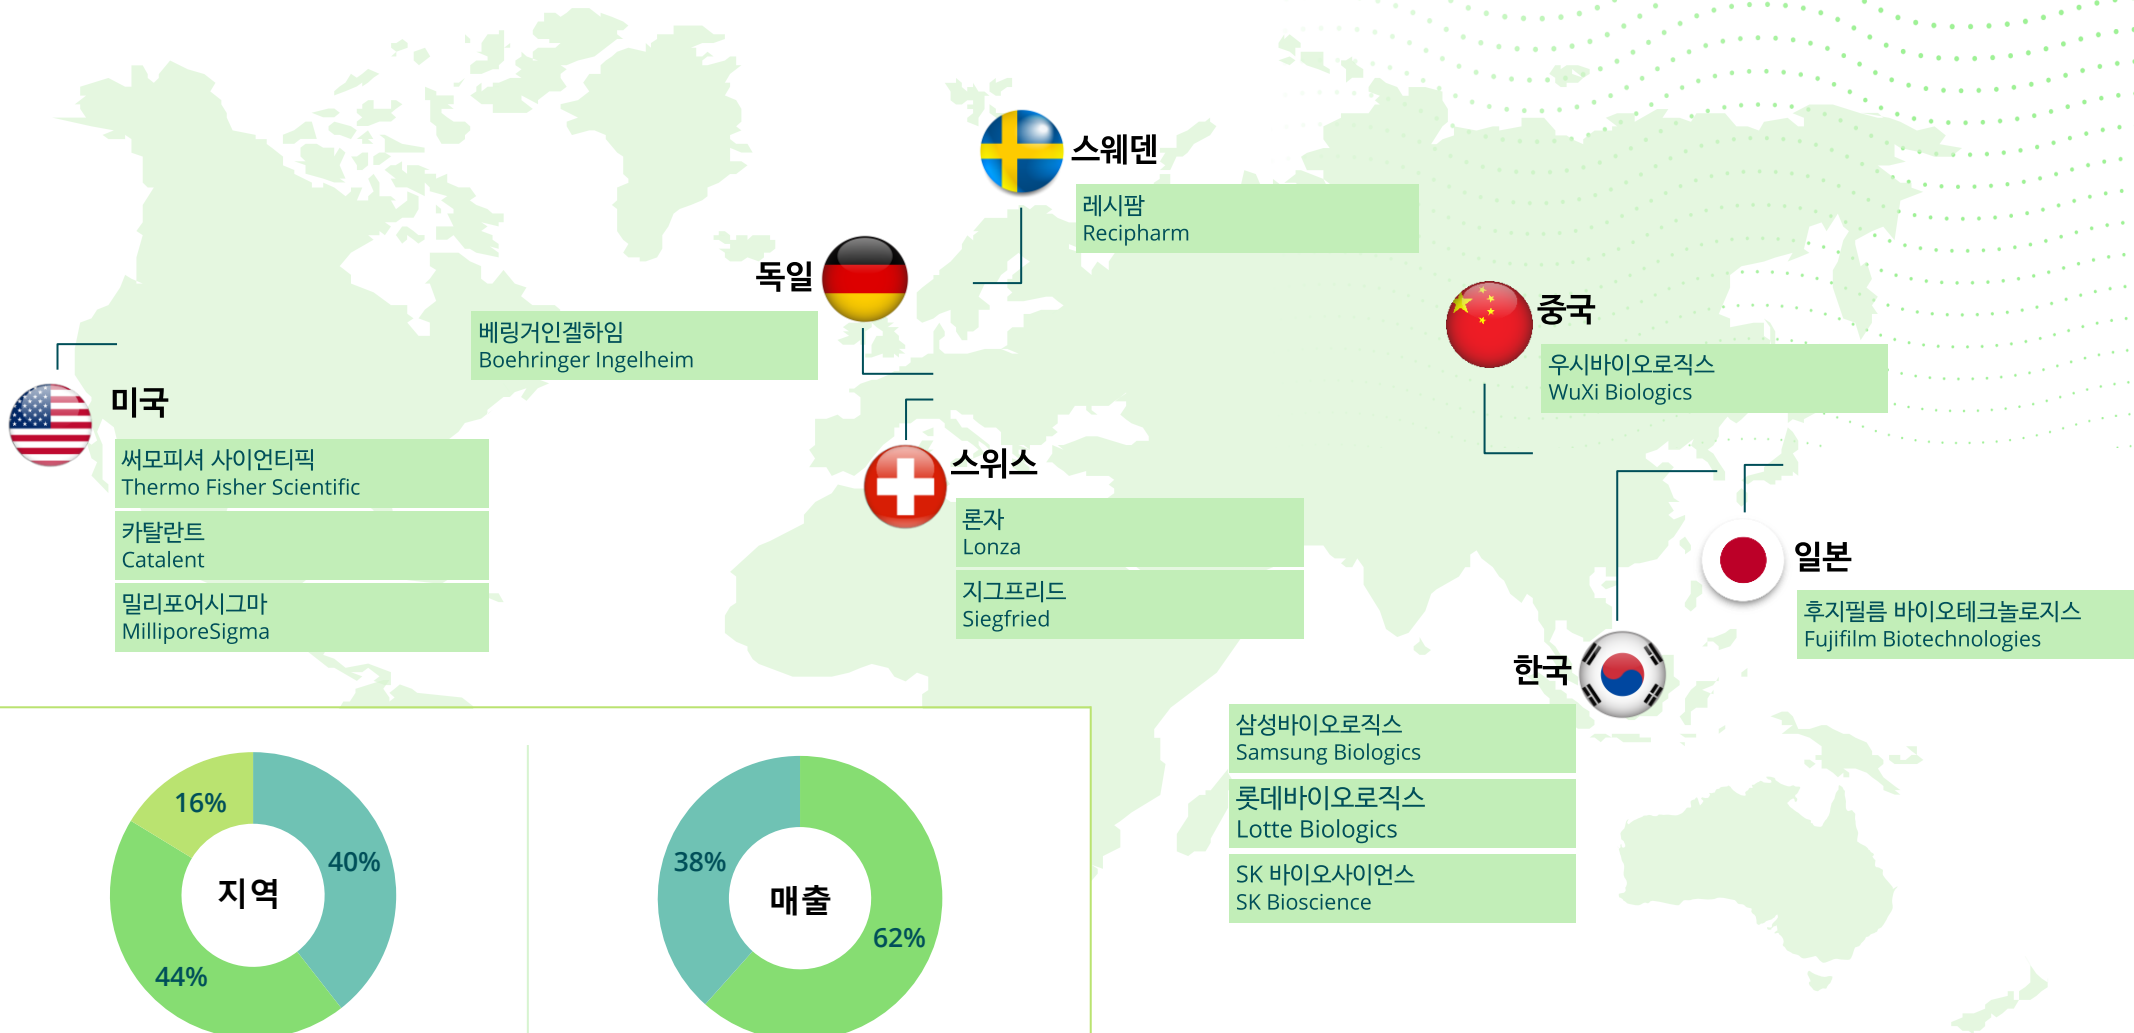 스웨덴
레시팜
Recipharm
독일
베링거인겔하임
Boehringer Ingelheim
중국
우시바이오로직스
WuXi Biologics
미국
써모피셔 사이언티픽
Thermo Fisher Scientific
카탈란트
Catalent
밀리포어시그마
MilliporeSigma
스위스
론자
Lonza
지그프리드
Siegfried
일본
후지필름 바이오테크놀로지스
Fujifilm Biotechnologies
한국
삼성바이오로직스
Samsung Biologics
롯데바이오로직스
Lotte Biologics
SK 바이오사이언스
SK Bioscience
16%
40%
지역
44%
38%
매출
62%